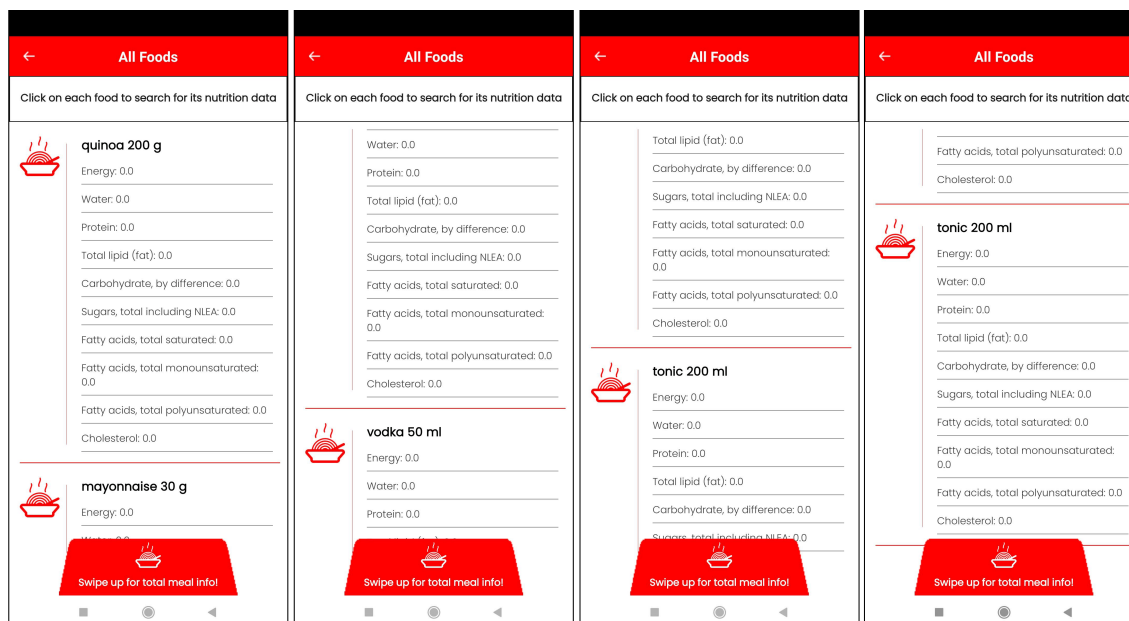 All Foods
Click on each food to search for its nutrition data
quinoa 200 g
Energy: 0.0
Water: 0.0
Protein: 0.0
Total lipid (fat): 0.0
Carbohydrate, by difference: 0.0
Sugars, total including NLEA: 0.0
Fatty acids, total saturated: 0.0
Fatty acids, total monounsaturated:
0.0
Fatty acids, total polyunsaturated: 0.0
Cholesterol: 0.0
mayonnaise 30 g
Energy: 0.0
Water: 0.0
Swipe up for total meal info!
All Foods
Click on each food to search for its nutrition data
Water: 0.0
Protein: 0.0
Total lipid (fat): 0.0
Carbohydrate, by difference: 0.0
Sugars, total including NLEA: 0.0
Fatty acids, total saturated: 0.0
Fatty acids, total monounsaturated:
0.0
Fatty acids, total polyunsaturated: 0.0
Cholesterol: 0.0
vodka 50 ml
Energy: 0.0
Water: 0.0
Protein: 0.0
Swipe up for total meal info!
All Foods
Click on each food to search for its nutrition data
Total lipid (fat): 0.0
Carbohydrate, by difference: 0.0
Sugars, total including NLEA: 0.0
Fatty acids, total saturated: 0.0
Fatty acids, total monounsaturated:
0.0
Fatty acids, total polyunsaturated: 0.0
Cholesterol: 0.0
tonic 200 ml
Energy: 0.0
Water: 0.0
Protein: 0.0
Total lipid (fat): 0.0
Carbohydrate, by difference: 0.0
Sugars, total including NLEA: 0.0
Swipe up for total meal info!
All Foods
Click on each food to search for its nutrition data
Fatty acids, total polyunsaturated: 0.0
Cholesterol: 0.0
tonic 200 ml
Energy: 0.0
Water: 0.0
Protein: 0.0
Total lipid (fat): 0.0
Carbohydrate, by difference: 0.0
Sugars, total including NLEA: 0.0
Fatty acids, total saturated: 0.0
Fatty acids, total monounsaturated:
0.0
Fatty acids, total polyunsaturated: 0.0
Cholesterol: 0.0
Swipe up for total meal info!